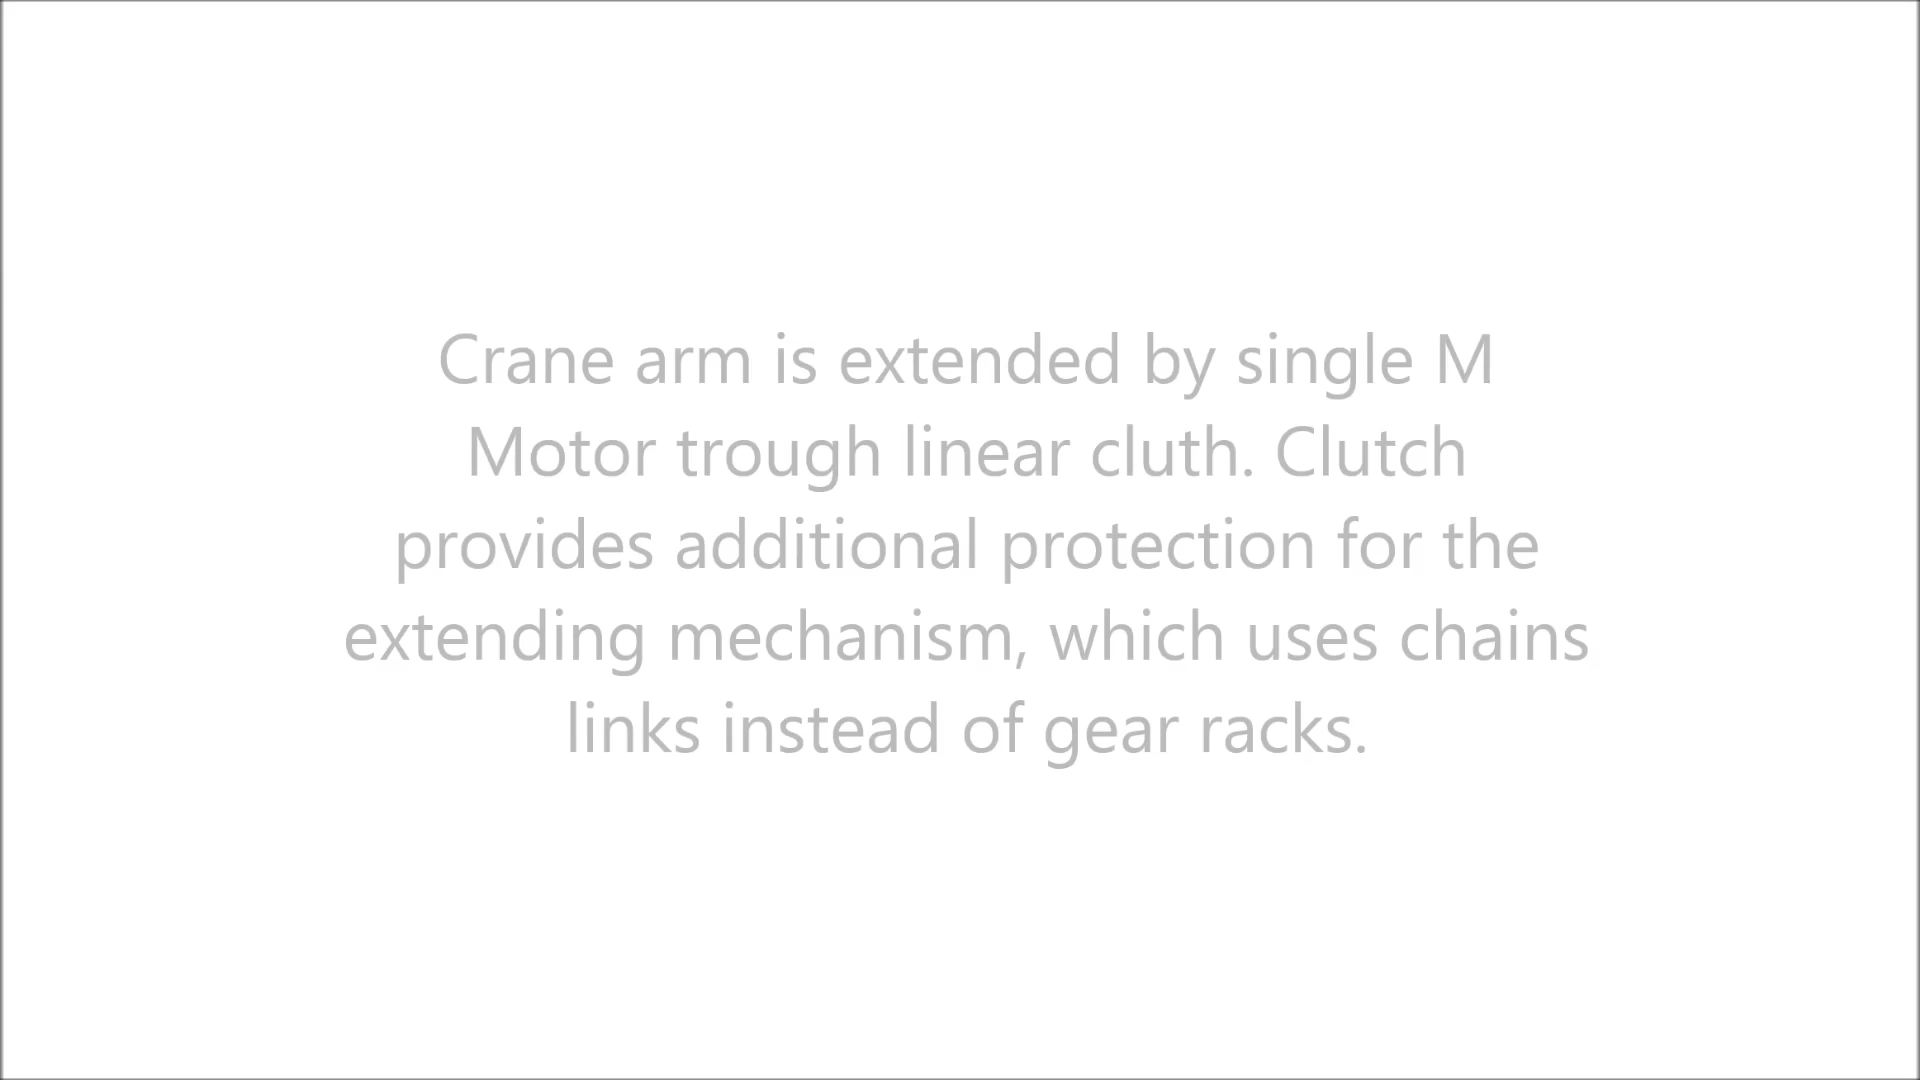 Crane arm is extended by single M
Motor trough linear cluth. Clutch
provides additional protection for the
extending mechanism, which uses chains
links instead of gear racks.